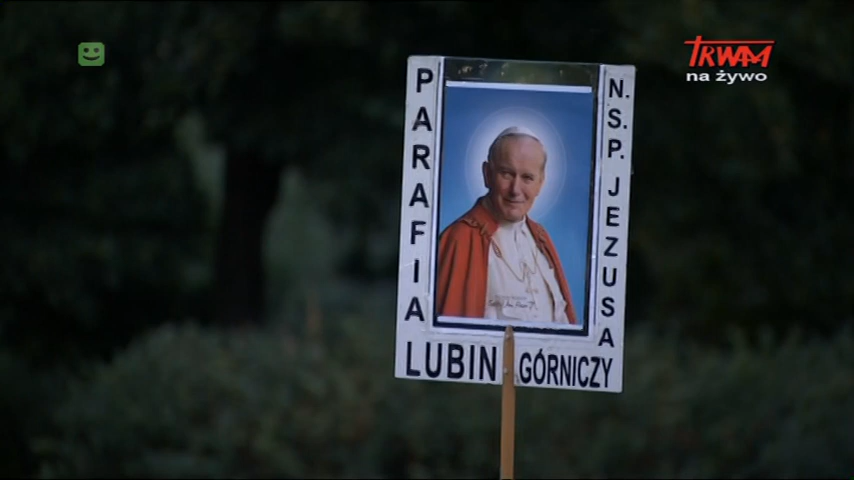 TRWAM
na żywo
PARAFIA
N.S.P. JEZUSA
LUBIN GÓRNICZY